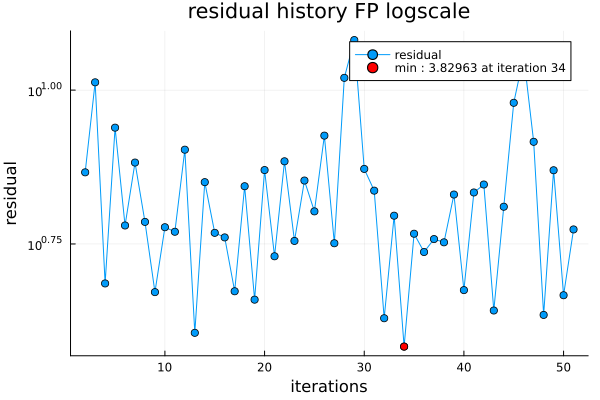 residual history FP logscale
residual
min : 3.82963 at iteration 34
10^1.00
10^0.75
residual
10
20
30
40
50
iterations